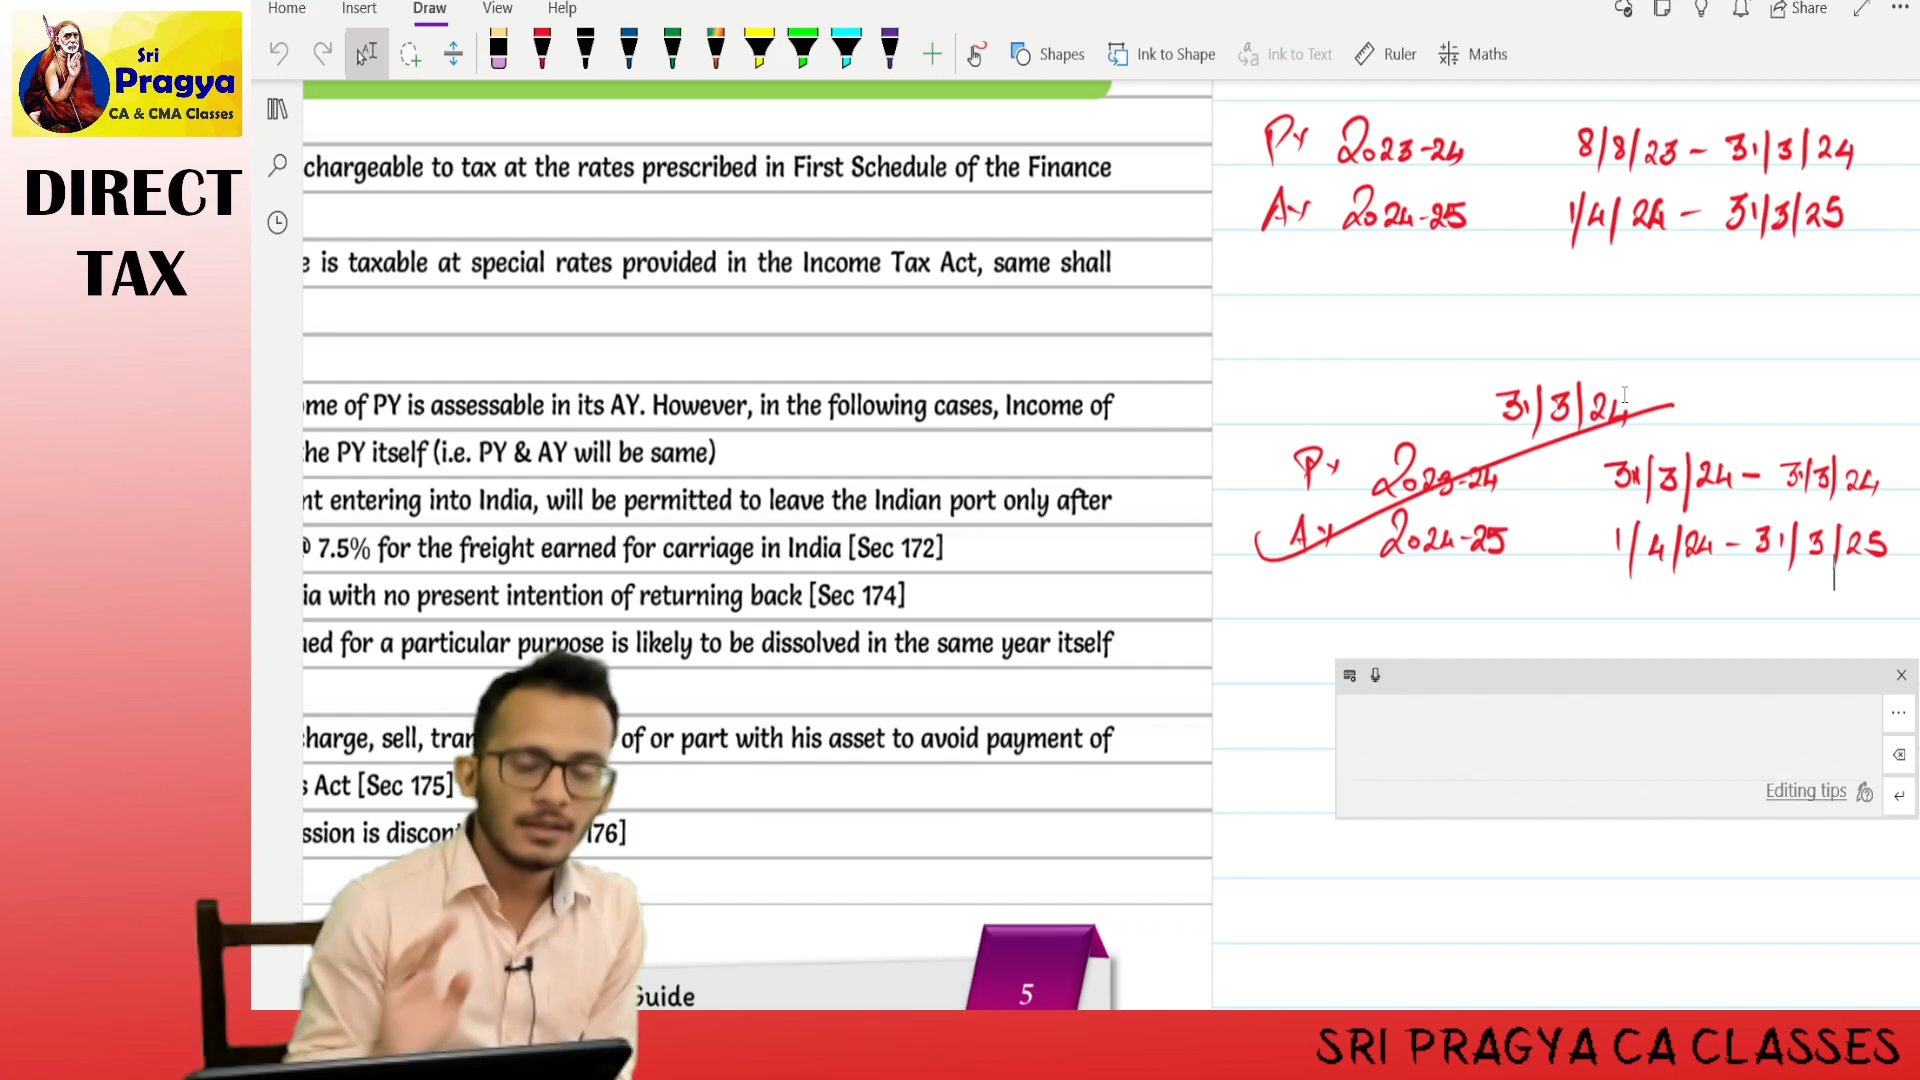 Sri
Pragya
CA & CMA Classes
DIRECT
TAX
Home Insert Draw View Help
Share
Shapes Ink to Shape Ink to Text Ruler Maths
chargeable to tax at the rates prescribed in First Schedule of the Finance
is taxable at special rates provided in the Income Tax Act, same shall
me of PY is assessable in its AY. However, in the following cases, Income of
he PY itself (i.e. PY & AY will be same)
nt entering into India, will be permitted to leave the Indian port only after
@ 7.5% for the freight earned for carriage in India [Sec 172]
ia with no present intention of returning back [Sec 174]
ned for a particular purpose is likely to be dissolved in the same year itself
charge, sell, tran of or part with his asset to avoid payment of
s Act [Sec 175]
ssion is discon 176]
Guide
5
PY 2023-24 8/8/23 - 31/3/24
AY 2024-25 1/4/24 - 31/3/25
31/3/24
PY 2023-24 31/3/24 - 31/3/24
AY 2024-25 1/4/24 - 31/3/25
Editing tips
SRI PRAGYA CA CLASSES